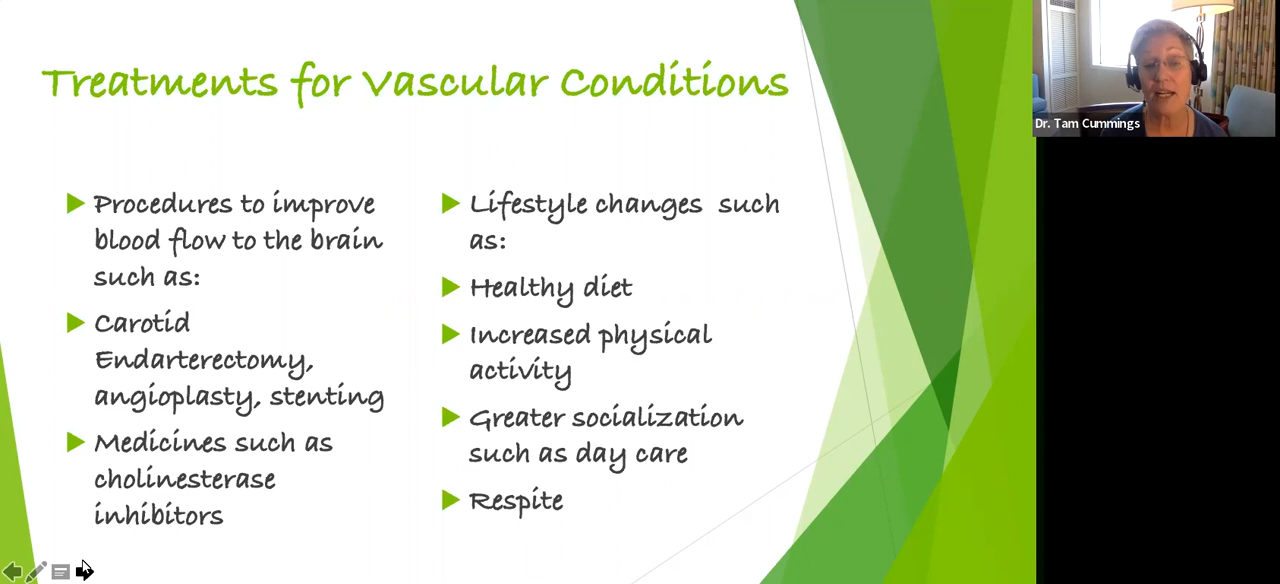 Treatments for Vascular Conditions
Procedures to improve
blood flow to the brain
such as:
Carotid
Endarterectomy,
angioplasty, stenting
Medicines such as
cholinesterase
inhibitors
Lifestyle changes such
as:
Healthy diet
Increased physical
activity
Greater socialization
such as day care
Respite
Dr. Tam Cummings